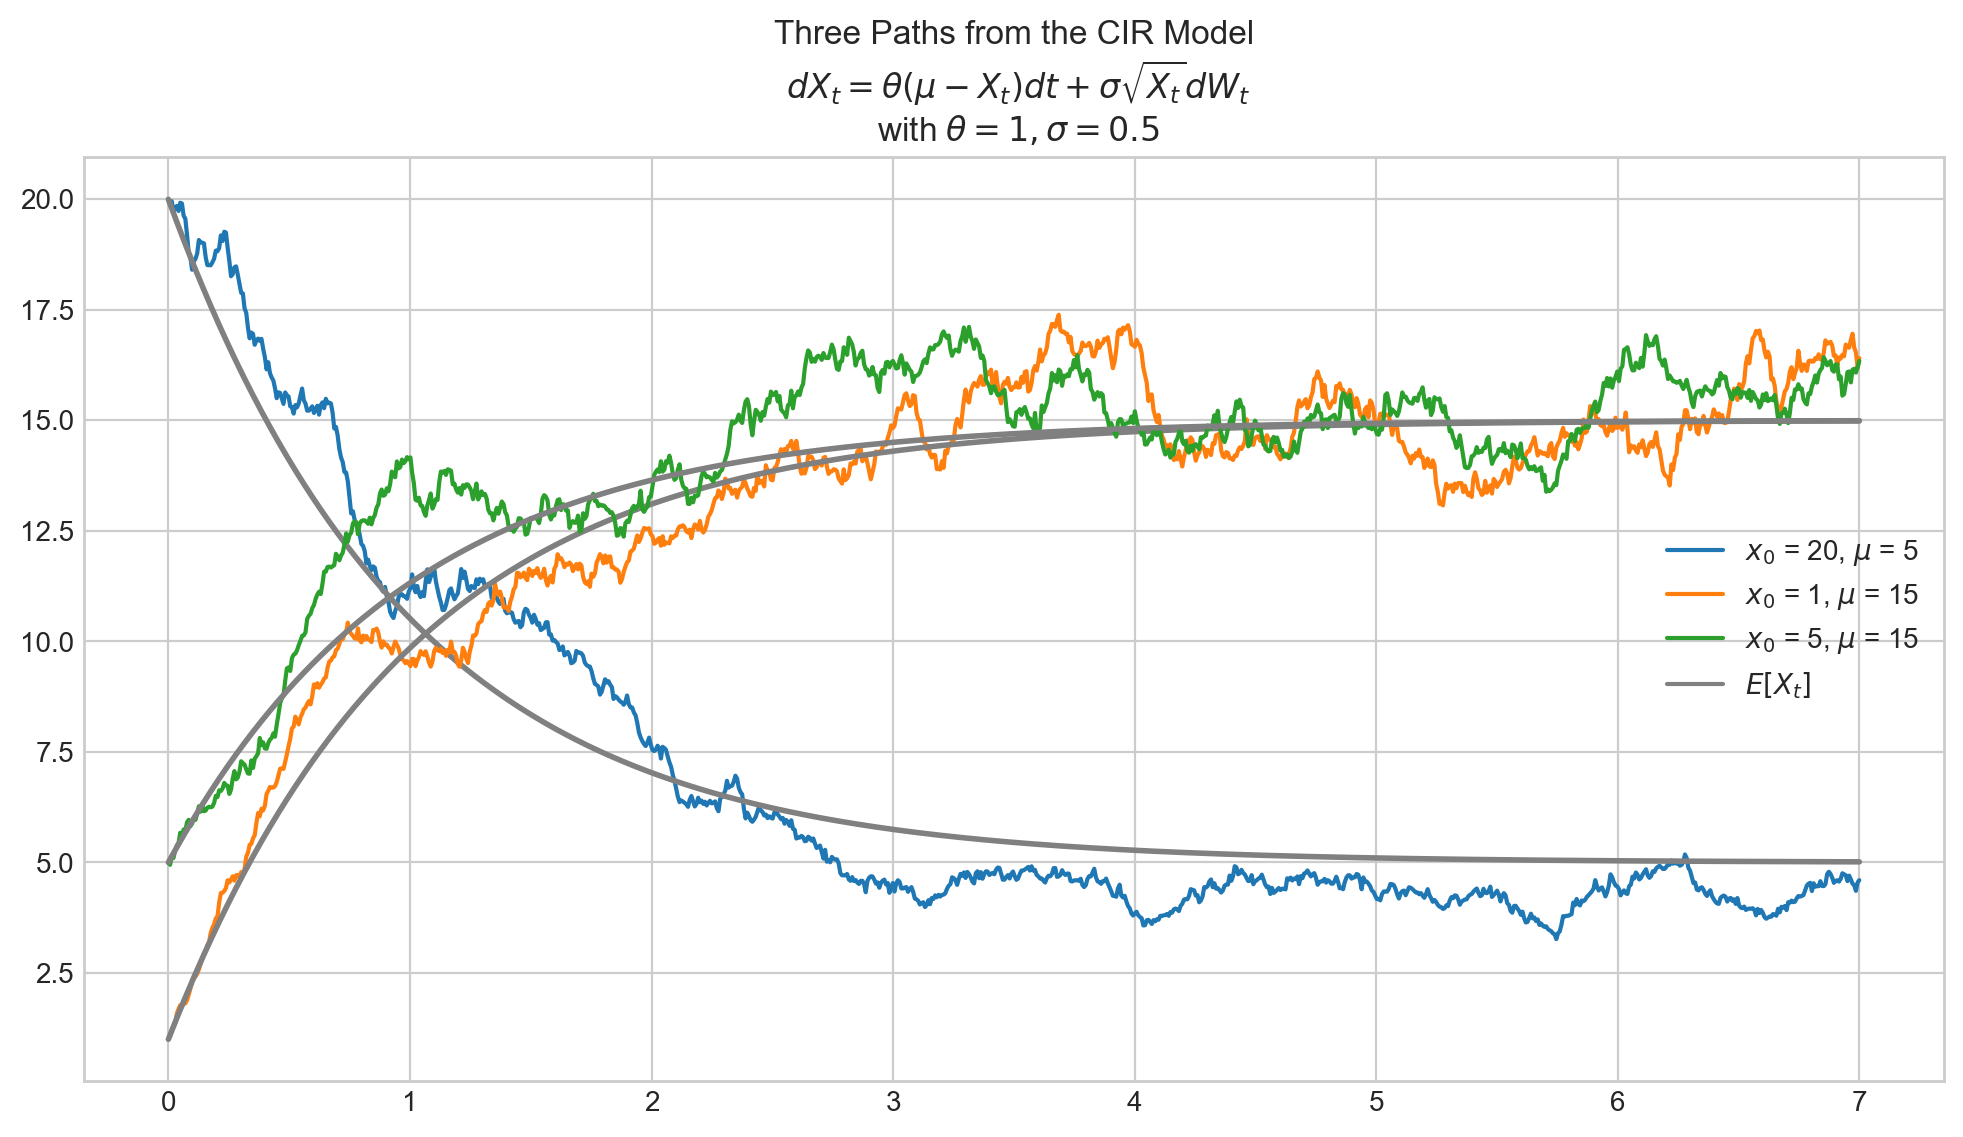 Three Paths from the CIR Model
dX_t = θ(μ − X_t)dt + σ√X_t dW_t
with θ = 1, σ = 0.5
20.0
17.5
15.0
12.5
10.0
7.5
5.0
2.5
x_0 = 20, μ = 5
x_0 = 1, μ = 15
x_0 = 5, μ = 15
E[X_t]
0 1 2 3 4 5 6 7